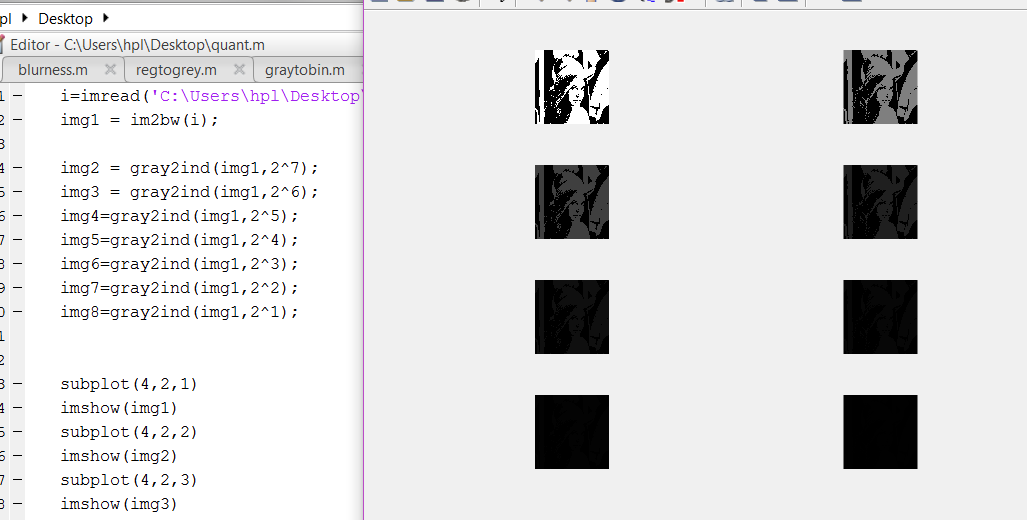 pl Desktop
Editor - C:\Users\hpl\Desktop\quant.m
blurness.m regtogrey.m graytobin.m
1 i=imread('C:\Users\hpl\Desktop\
2 img1 = im2bw(i);
3
4 img2 = gray2ind(img1,2^7);
5 img3 = gray2ind(img1,2^6);
6 img4=gray2ind(img1,2^5);
7 img5=gray2ind(img1,2^4);
8 img6=gray2ind(img1,2^3);
9 img7=gray2ind(img1,2^2);
0 img8=gray2ind(img1,2^1);
1
2
3 subplot(4,2,1)
4 imshow(img1)
5 subplot(4,2,2)
6 imshow(img2)
7 subplot(4,2,3)
8 imshow(img3)